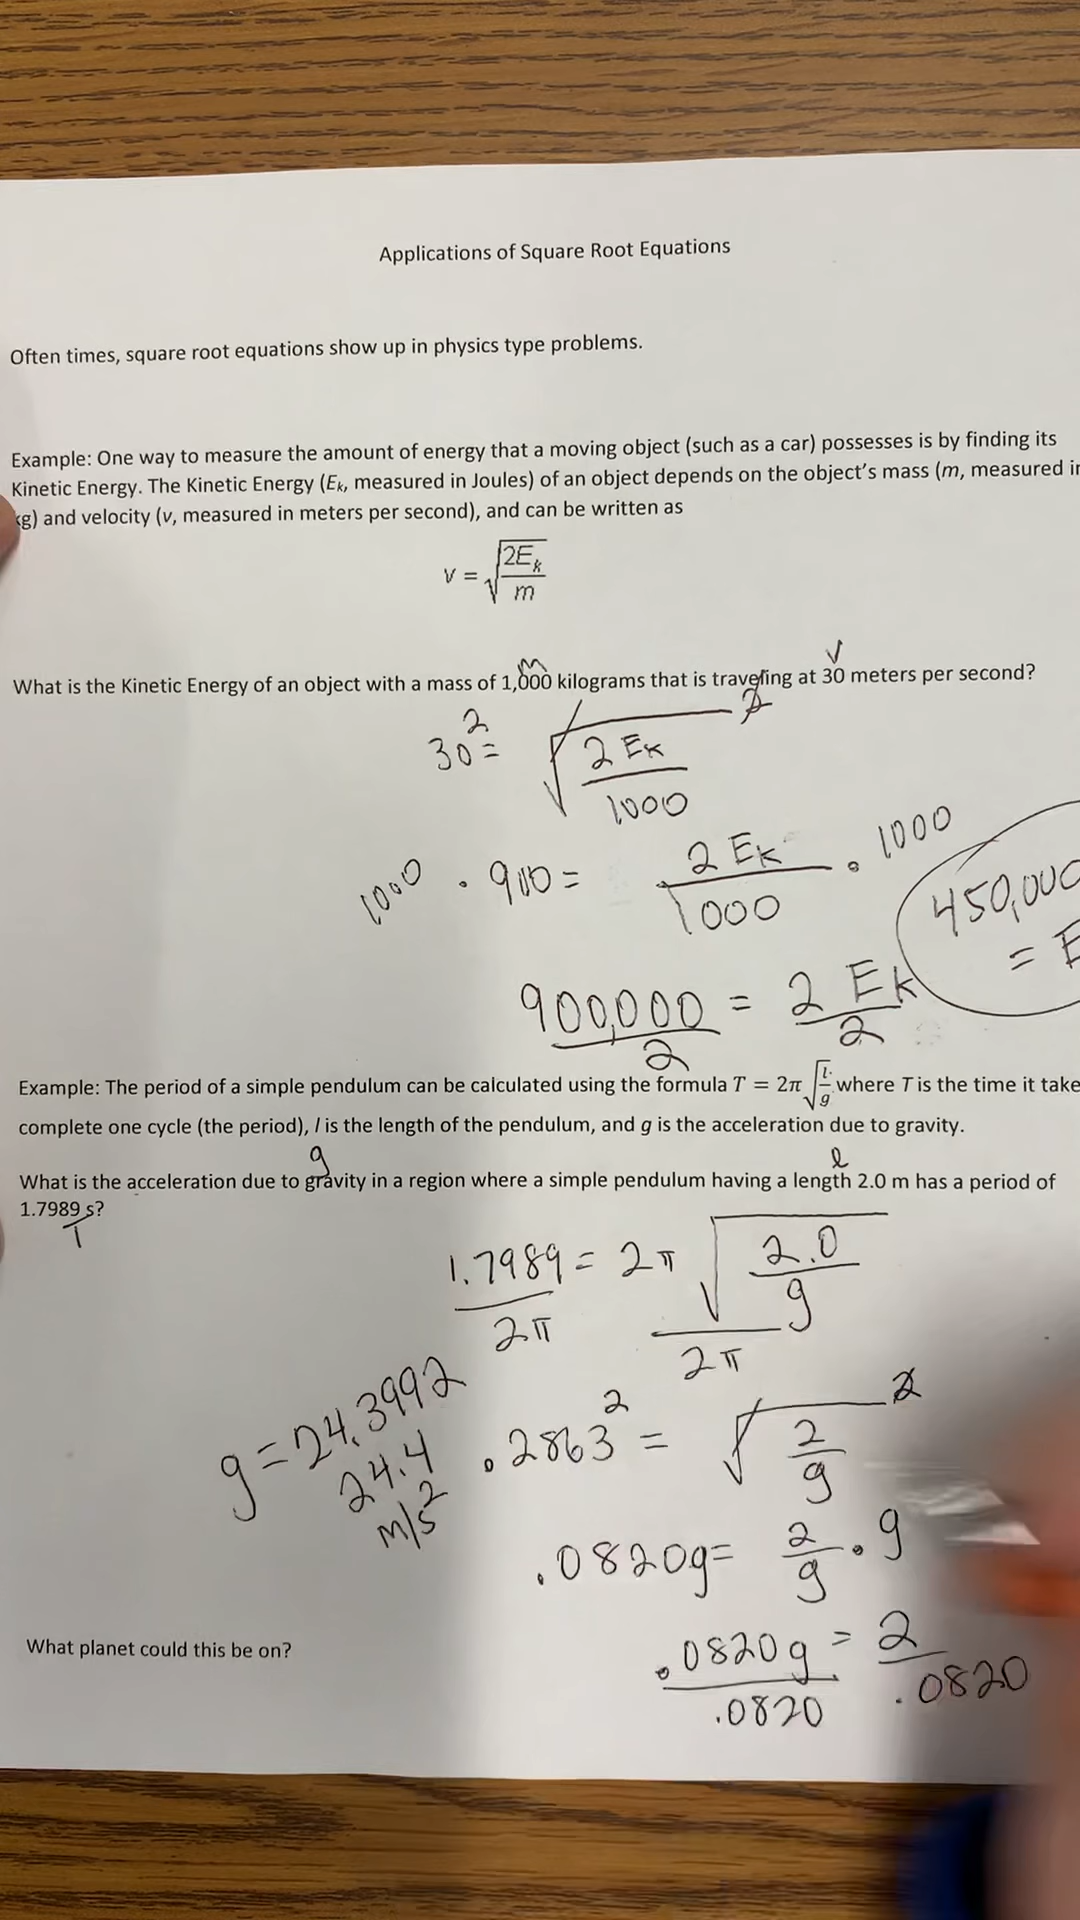 Applications of Square Root Equations
Often times, square root equations show up in physics type problems.
Example: One way to measure the amount of energy that a moving object (such as a car) possesses is by finding its
Kinetic Energy. The Kinetic Energy (Eₖ, measured in Joules) of an object depends on the object's mass (m, measured in
kg) and velocity (v, measured in meters per second), and can be written as
v = √(2Eₖ/m)
m v
What is the Kinetic Energy of an object with a mass of 1,000 kilograms that is traveling at 30 meters per second?
30² = √(2 Eₖ/1000)²
1000 · 900 = 2 Eₖ/1000 · 1000
450,000
= E
900,000/2 = 2 Eₖ/2
Example: The period of a simple pendulum can be calculated using the formula T = 2π√(l/g) where T is the time it take
complete one cycle (the period), l is the length of the pendulum, and g is the acceleration due to gravity.
g l
What is the acceleration due to gravity in a region where a simple pendulum having a length 2.0 m has a period of
1.7989 s?
T
1.7989/2π = 2π√(2.0/g)/2π
g = 24.3992
24.4
m/s²
.2863² = √(2/g)²
.0820g = 2/g · g
What planet could this be on?
.0820g/.0820 = 2/.0820